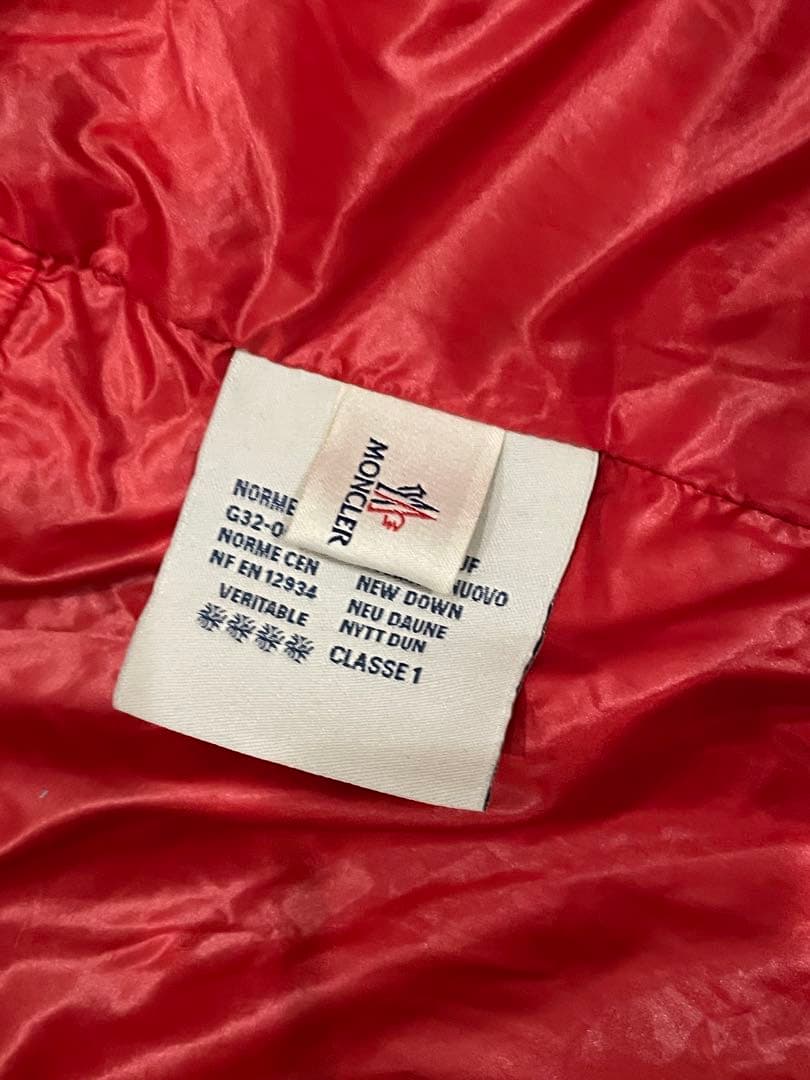 MONCLER
NORME
G32-0
NORME CEN
NF EN 12934
VERITABLE
NUOVO
NEW DOWN
NEU DAUNE
NYTT DUN
CLASSE 1